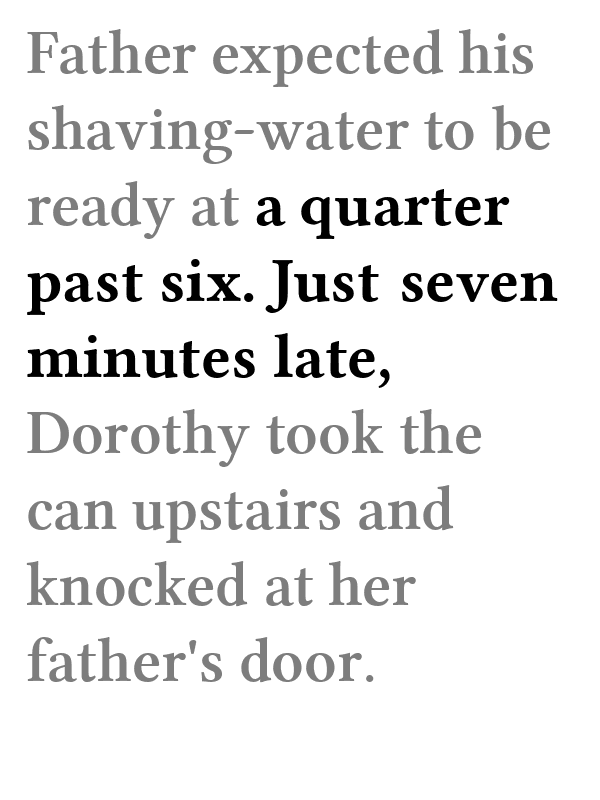 Father expected his
shaving-water to be
ready at a quarter
past six. Just seven
minutes late,
Dorothy took the
can upstairs and
knocked at her
father's door.